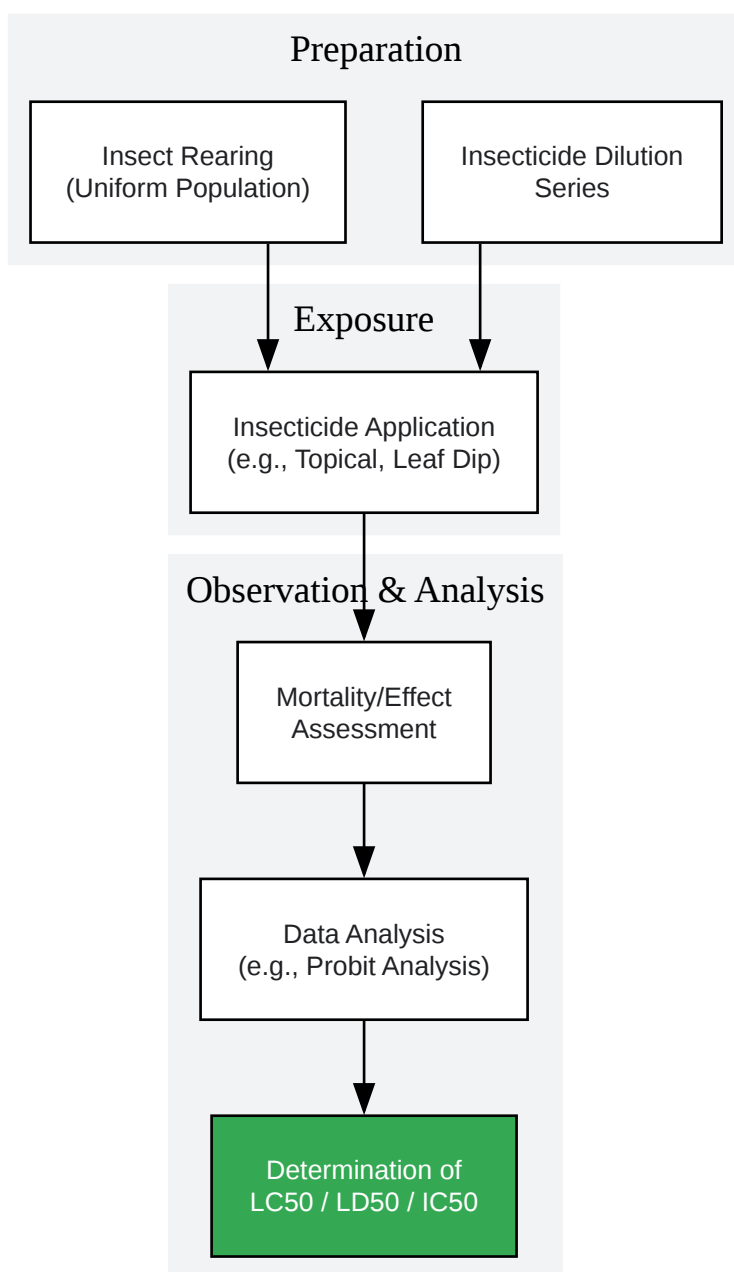 Preparation
Insect Rearing
(Uniform Population)
Insecticide Dilution
Series
Exposure
Insecticide Application
(e.g., Topical, Leaf Dip)
Observation & Analysis
Mortality/Effect
Assessment
Data Analysis
(e.g., Probit Analysis)
Determination of
LC50 / LD50 / IC50